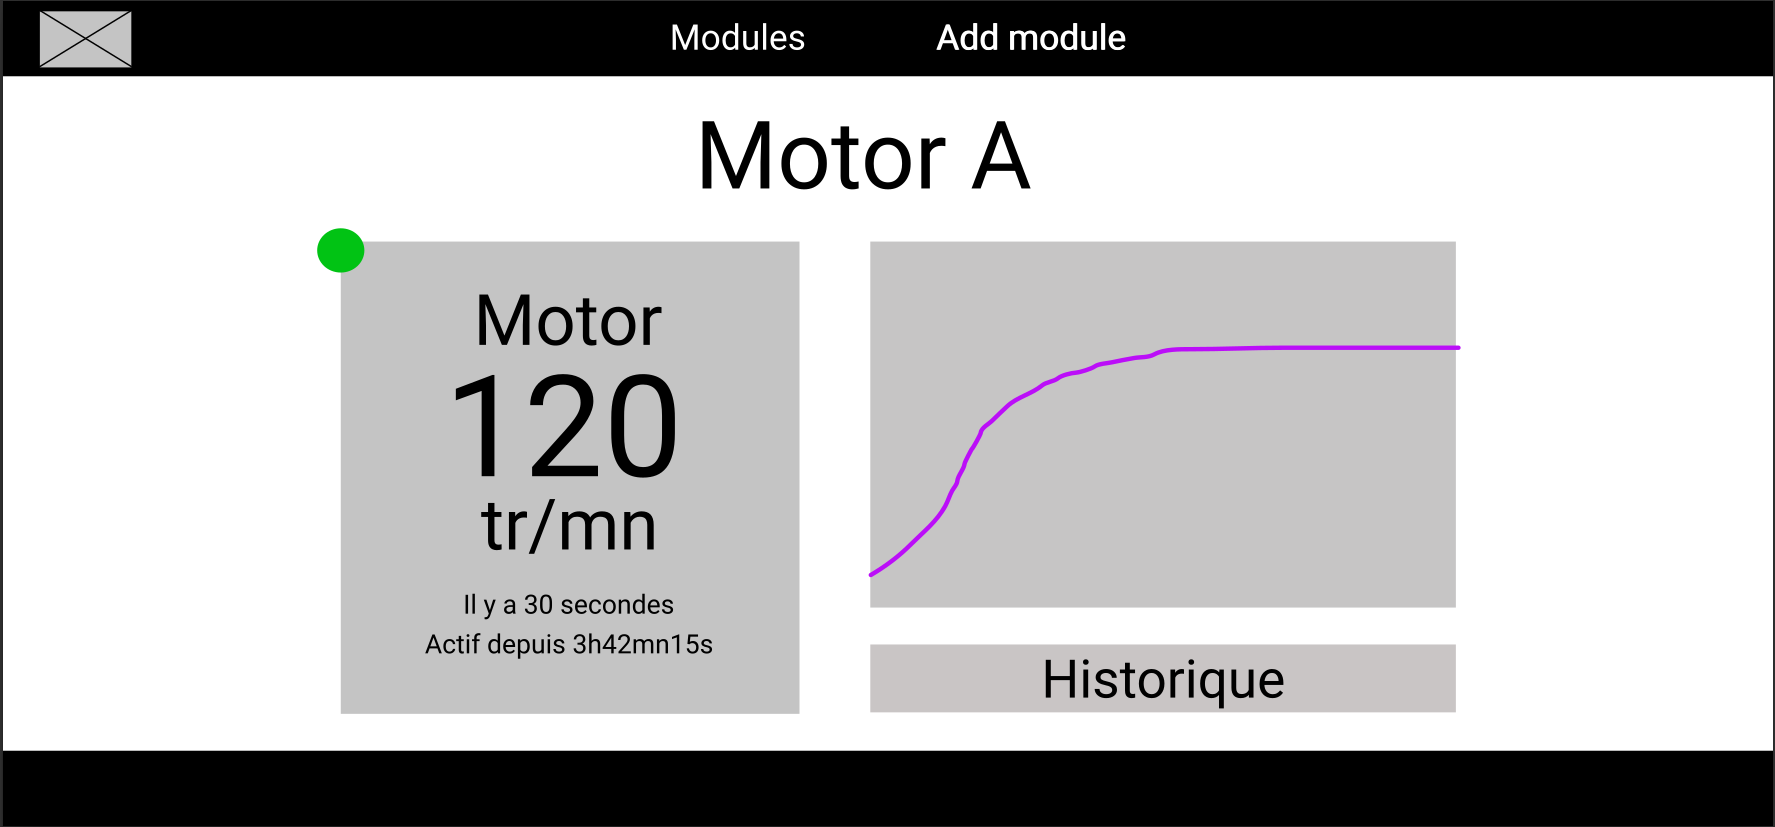 Modules
Add module
Motor A
Motor
120
tr/mn
Il y a 30 secondes
Actif depuis 3h42mn15s
Historique